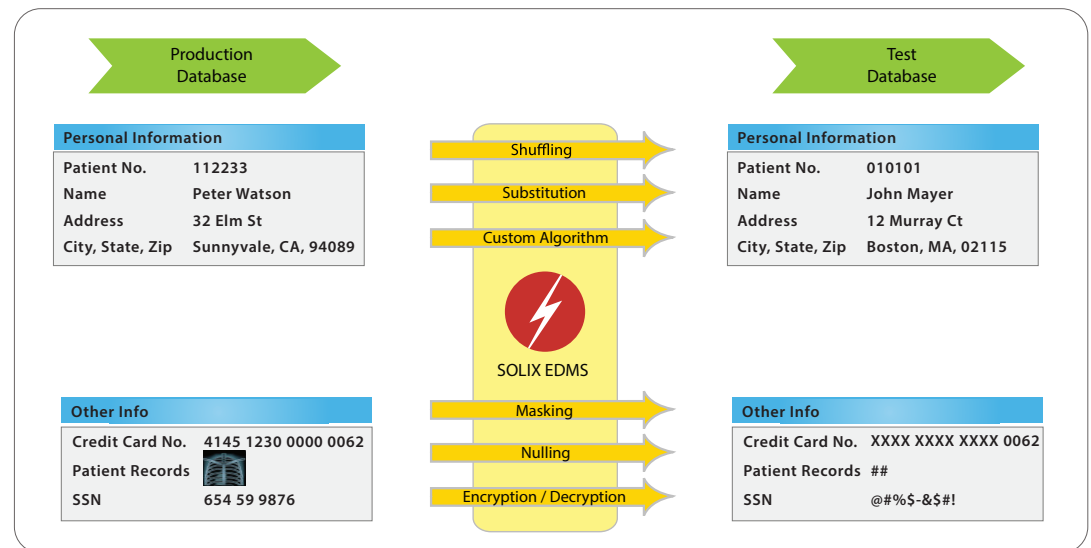 Production
Database
Test
Database
Personal Information
Patient No. 112233
Name Peter Watson
Address 32 Elm St
City, State, Zip Sunnyvale, CA, 94089
Shuffling
Substitution
Custom Algorithm
SOLIX EDMS
Masking
Nulling
Encryption / Decryption
Personal Information
Patient No. 010101
Name John Mayer
Address 12 Murray Ct
City, State, Zip Boston, MA, 02115
Other Info
Credit Card No. 4145 1230 0000 0062
Patient Records
SSN 654 59 9876
Other Info
Credit Card No. XXXX XXXX XXXX 0062
Patient Records ##
SSN @#%$-&$#!